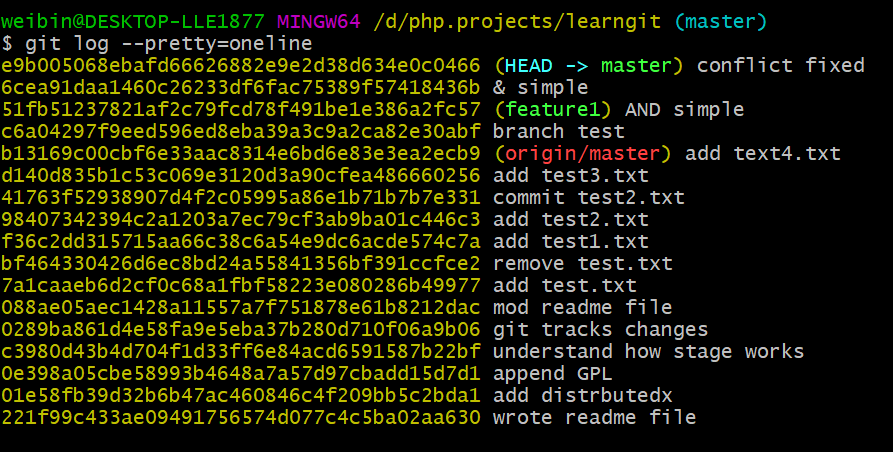 weibin@DESKTOP-LLE1877 MINGW64 /d/php.projects/learngit (master)
$ git log --pretty=oneline
e9b005068ebafd66626882e9e2d38d634e0c0466 (HEAD -> master) conflict fixed
6cea91daa1460c26233df6fac75389f57418436b & simple
51fb51237821af2c79fcd78f491be1e386a2fc57 (feature1) AND simple
c6a04297f9eed596ed8eba39a3c9a2ca82e30abf branch test
b13169c00cbf6e33aac8314e6bd6e83e3ea2ecb9 (origin/master) add text4.txt
d140d835b1c53c069e3120d3a90cfea486660256 add test3.txt
41763f52938907d4f2c05995a86e1b71b7b7e331 commit test2.txt
98407342394c2a1203a7ec79cf3ab9ba01c446c3 add test2.txt
f36c2dd315715aa66c38c6a54e9dc6acde574c7a add test1.txt
bf464330426d6ec8bd24a55841356bf391ccfce2 remove test.txt
7a1caaeb6d2cf0c68a1fbf58223e080286b49977 add test.txt
088ae05aec1428a11557a7f751878e61b8212dac mod readme file
0289ba861d4e58fa9e5eba37b280d710f06a9b06 git tracks changes
c3980d43b4d704f1d33ff6e84acd6591587b22bf understand how stage works
0e398a05cbe58993b4648a7a57d97cbadd15d7d1 append GPL
01e58fb39d32b6b47ac460846c4f209bb5c2bda1 add distrbutedx
221f99c433ae09491756574d077c4c5ba02aa630 wrote readme file